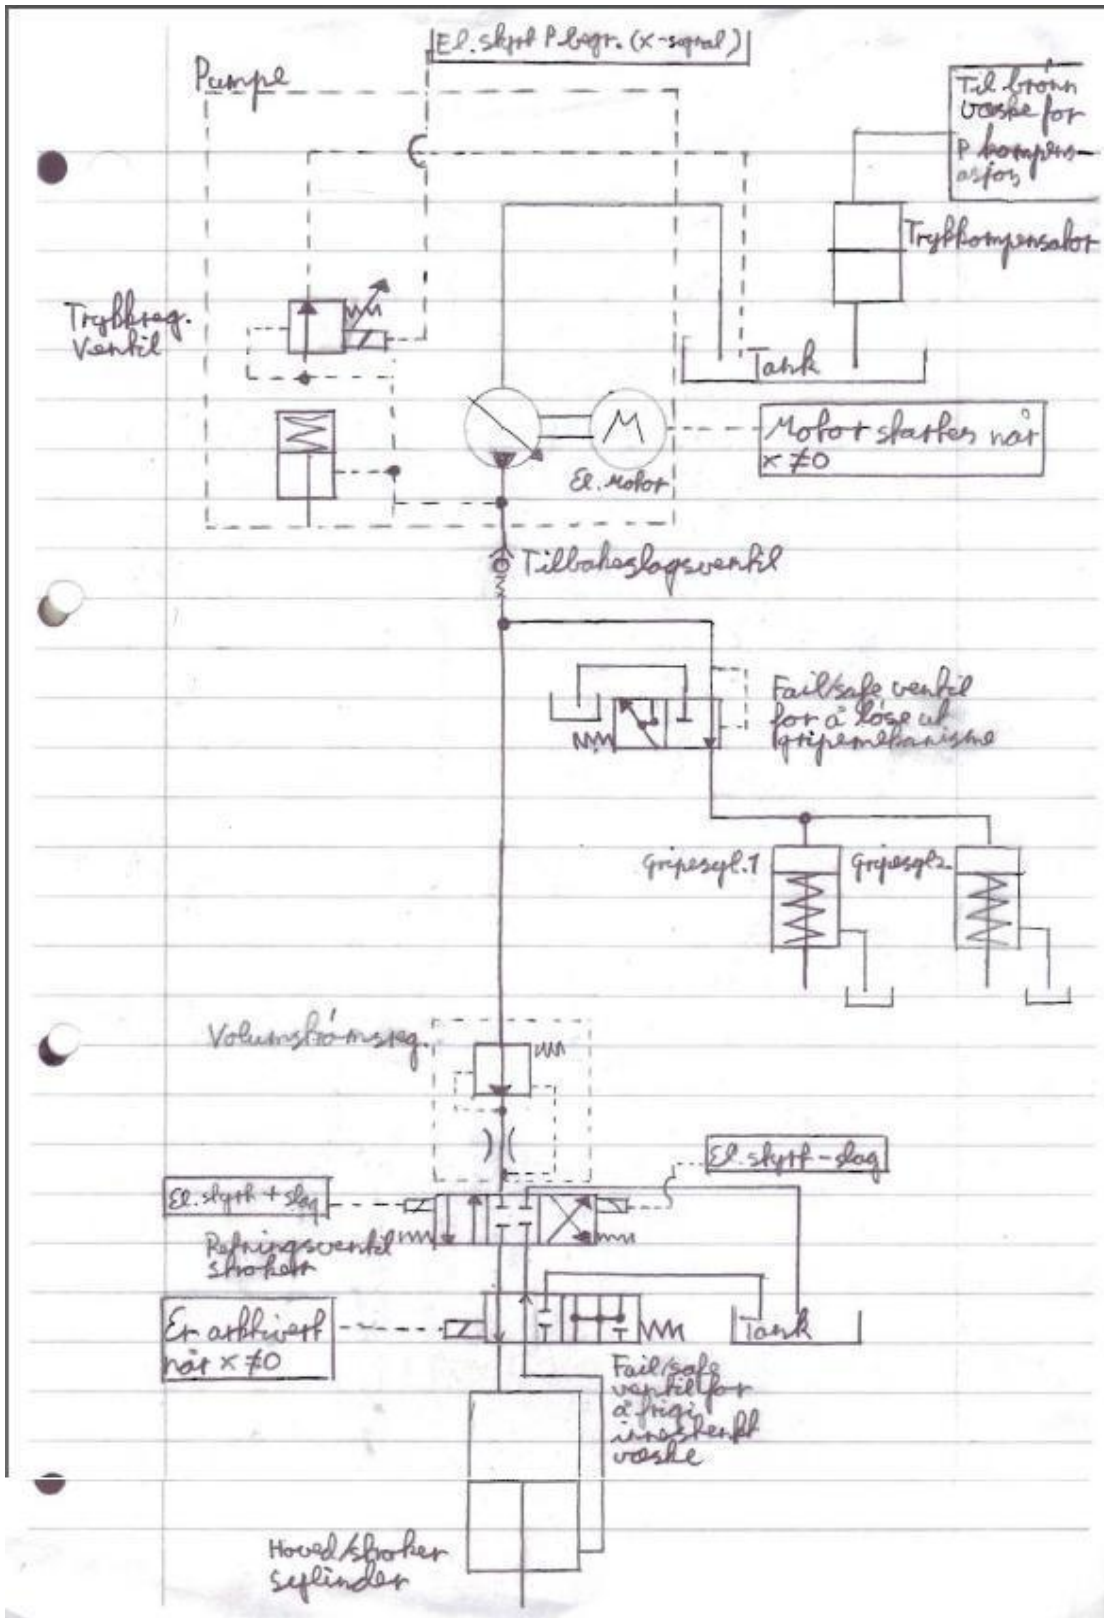 El. styrt P begr. (x-signal)
Pumpe
Til brønn
væske for
P kompen-
asjon
Trykkompensator
Trykkreg.
Ventil
Tank
M
Motor starter når
x ≠ 0
El. Motor
Tilbakeslagsventil
Fail/safe ventil
for å løse ut
gripemekanisme
Gripesyl. 1
Gripesyl 2
Volumstrømsreg.
El. styrt - slag
El. styrt + slag
Retningsventil
stroker
Er aktivert
når x ≠ 0
Tank
Fail/safe
ventil for
å frigi
innestengt
væske
Hoved/stroker
sylinder